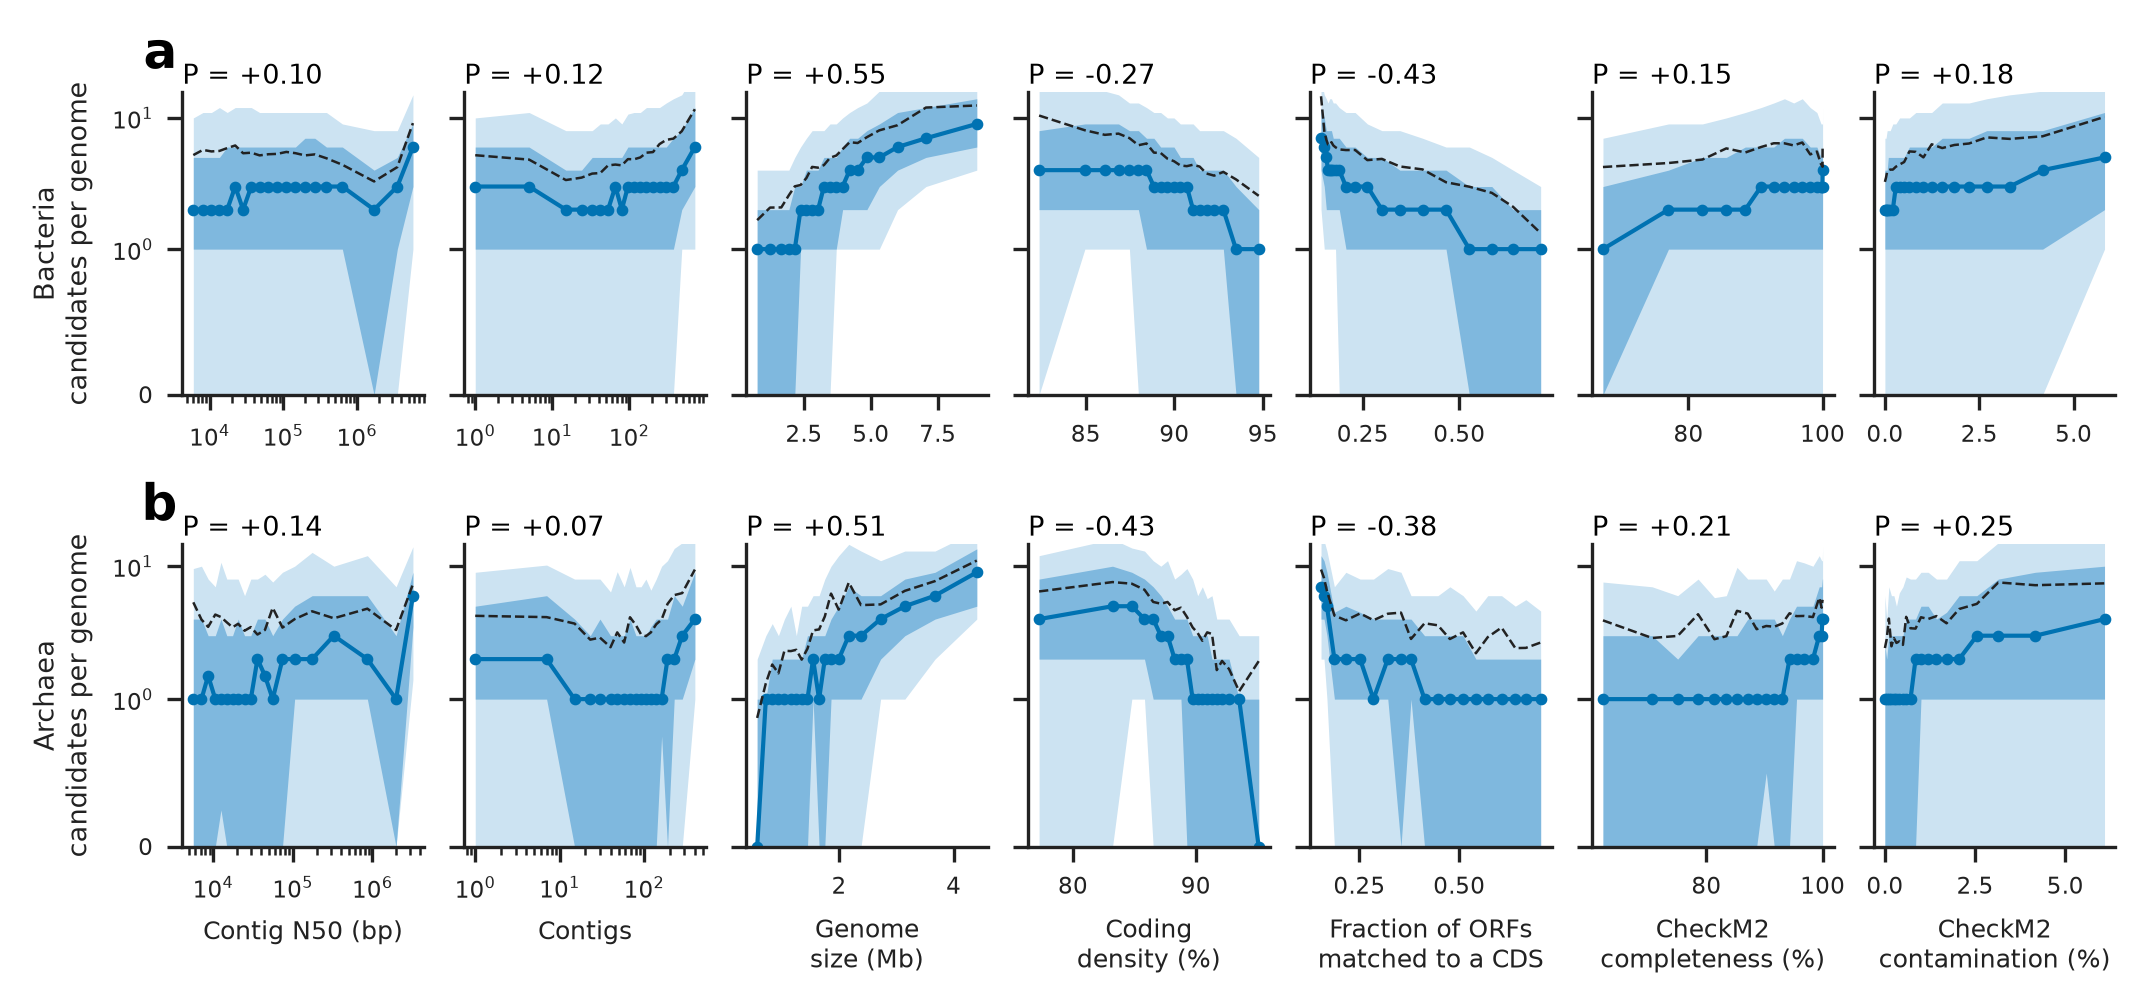 a
P = +0.10 P = +0.12 P = +0.55 P = -0.27 P = -0.43 P = +0.15 P = +0.18
Bacteria
candidates per genome
10¹
10⁰
0
10⁴ 10⁵ 10⁶ 10⁰ 10¹ 10² 2.5 5.0 7.5 85 90 95 0.25 0.50 80 100 0.0 2.5 5.0
b
P = +0.14 P = +0.07 P = +0.51 P = -0.43 P = -0.38 P = +0.21 P = +0.25
Archaea
candidates per genome
10¹
10⁰
0
10⁴ 10⁵ 10⁶ 10⁰ 10¹ 10² 2 4 80 90 0.25 0.50 80 100 0.0 2.5 5.0
Contig N50 (bp)
Contigs
Genome
size (Mb)
Coding
density (%)
Fraction of ORFs
matched to a CDS
CheckM2
completeness (%)
CheckM2
contamination (%)